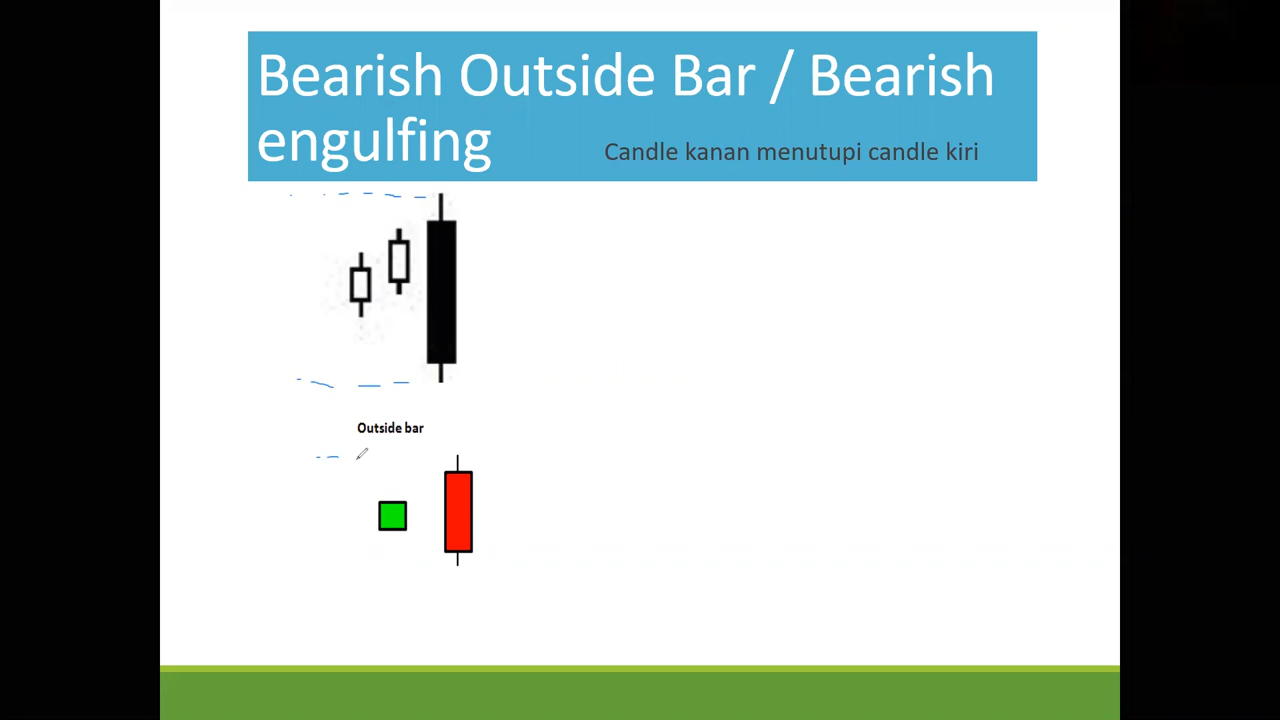 Bearish Outside Bar / Bearish
engulfing Candle kanan menutupi candle kiri
Outside bar